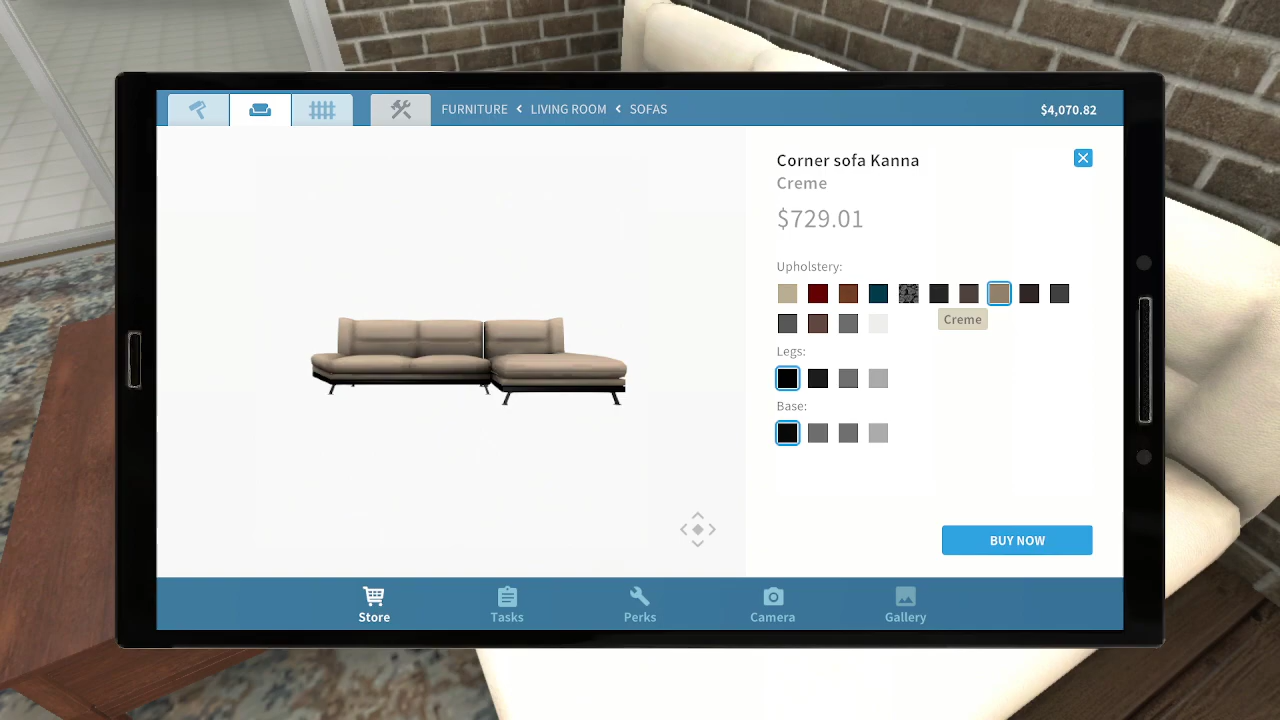 FURNITURE < LIVING ROOM < SOFAS
$4,070.82
Corner sofa Kanna
Creme
$729.01
Upholstery:
Creme
Legs:
Base:
BUY NOW
Store
Tasks
Perks
Camera
Gallery